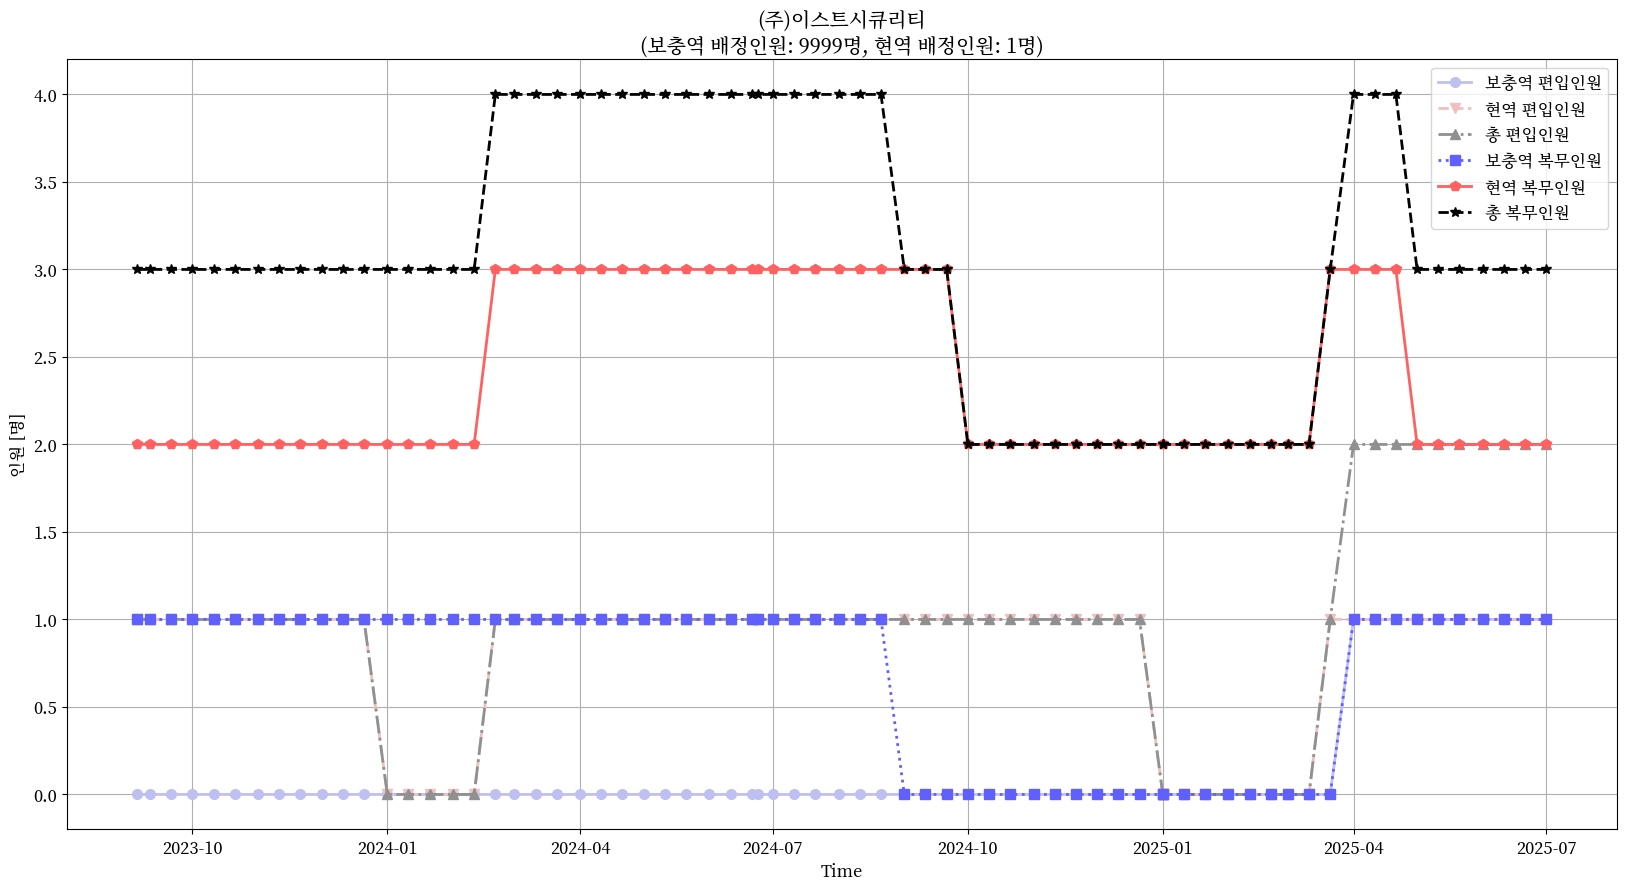 (주)이스트시큐리티
(보충역 배정인원: 9999명, 현역 배정인원: 1명)
보충역 편입인원
현역 편입인원
총 편입인원
보충역 복무인원
현역 복무인원
총 복무인원
인원 [명]
4.0
3.5
3.0
2.5
2.0
1.5
1.0
0.5
0.0
2023-10
2024-01
2024-04
2024-07
2024-10
2025-01
2025-04
2025-07
Time